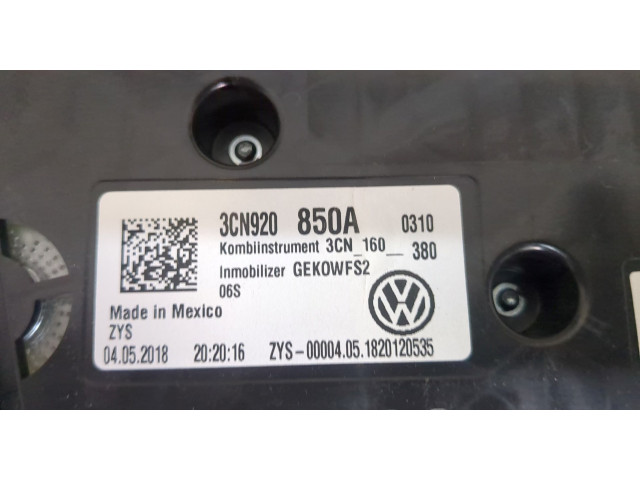 3CN920 850A 0310
Kombiinstrument 3CN_160__380
Inmobilizer GEKOWFS2
06S
Made in Mexico
ZYS
04.05.2018 20:20:16 ZYS-00004.05.1820120535